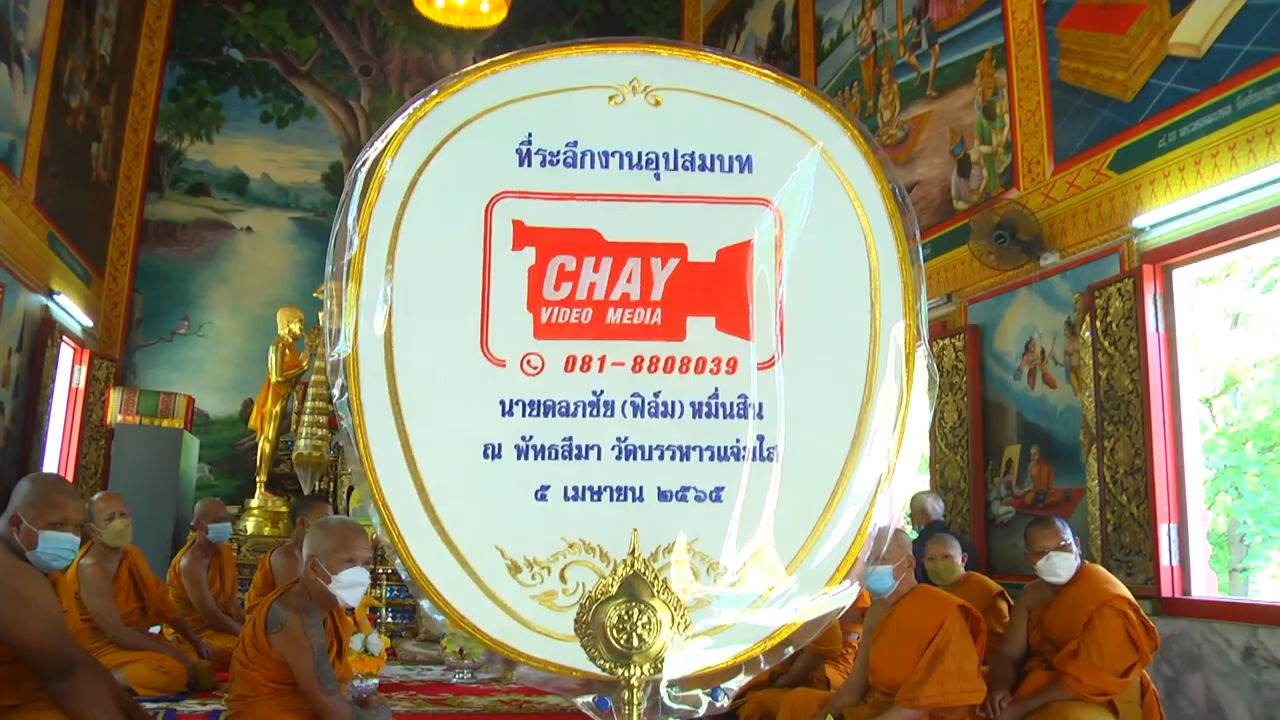 ที่ระลึกงานอุปสมบท
CHAY
VIDEO MEDIA
081-8808039
นายดลภชัย (ฟิล์ม) หมื่นสิน
ณ พัทธสีมา วัดบรรหารแจ่มใส
๕ เมษายน ๒๕๖๕